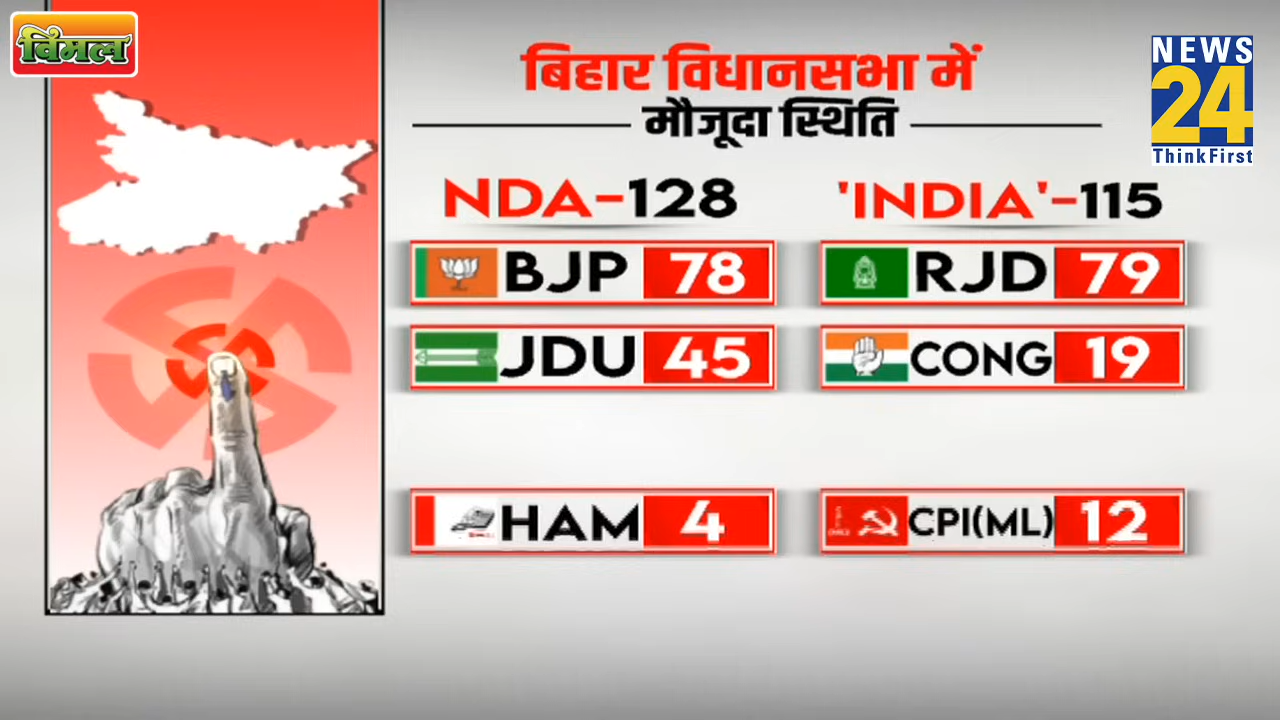 विमल
NEWS
24
ThinkFirst
बिहार विधानसभा में
मौजूदा स्थिति
NDA-128
BJP 78
JDU 45
HAM 4
'INDIA'-115
RJD 79
CONG 19
CPI(ML) 12